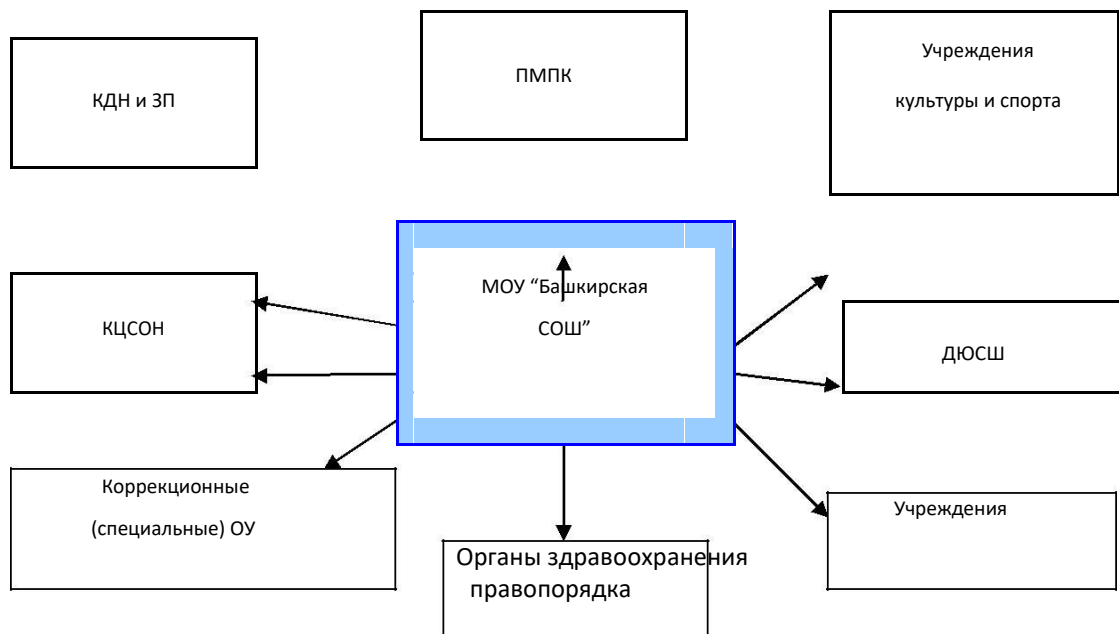 КДН и ЗП
ПМПК
Учреждения
культуры и спорта
КЦСОН
МОУ “Башкирская
СОШ”
ДЮСШ
Коррекционные
(специальные) ОУ
Органы здравоохранения
правопорядка
Учреждения